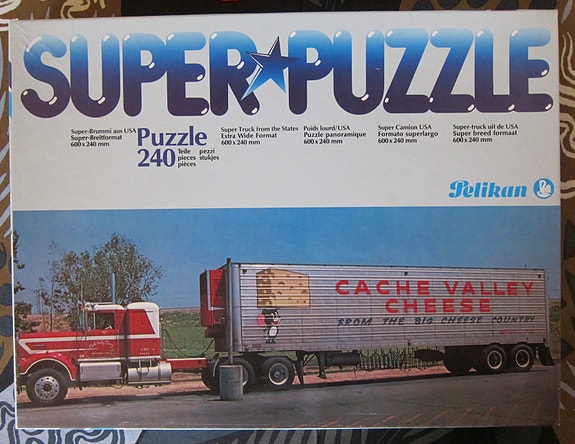 SUPER PUZZLE
Super-Brummi aus USA
Super-Breitformat
600 x 240 mm
Puzzle
240 Teile pezzi
pieces stukjes
pièces
Super Truck from the States
Extra Wide Format
600 x 240 mm
Poids lourd/USA
Puzzle panoramique
600 x 240 mm
Super Camion USA
Formato superlargo
600 x 240 mm
Super-truck uit de USA
Super breed formaat
600 x 240 mm
Pelikan
CACHE VALLEY
CHEESE
FROM THE BIG CHEESE COUNTRY